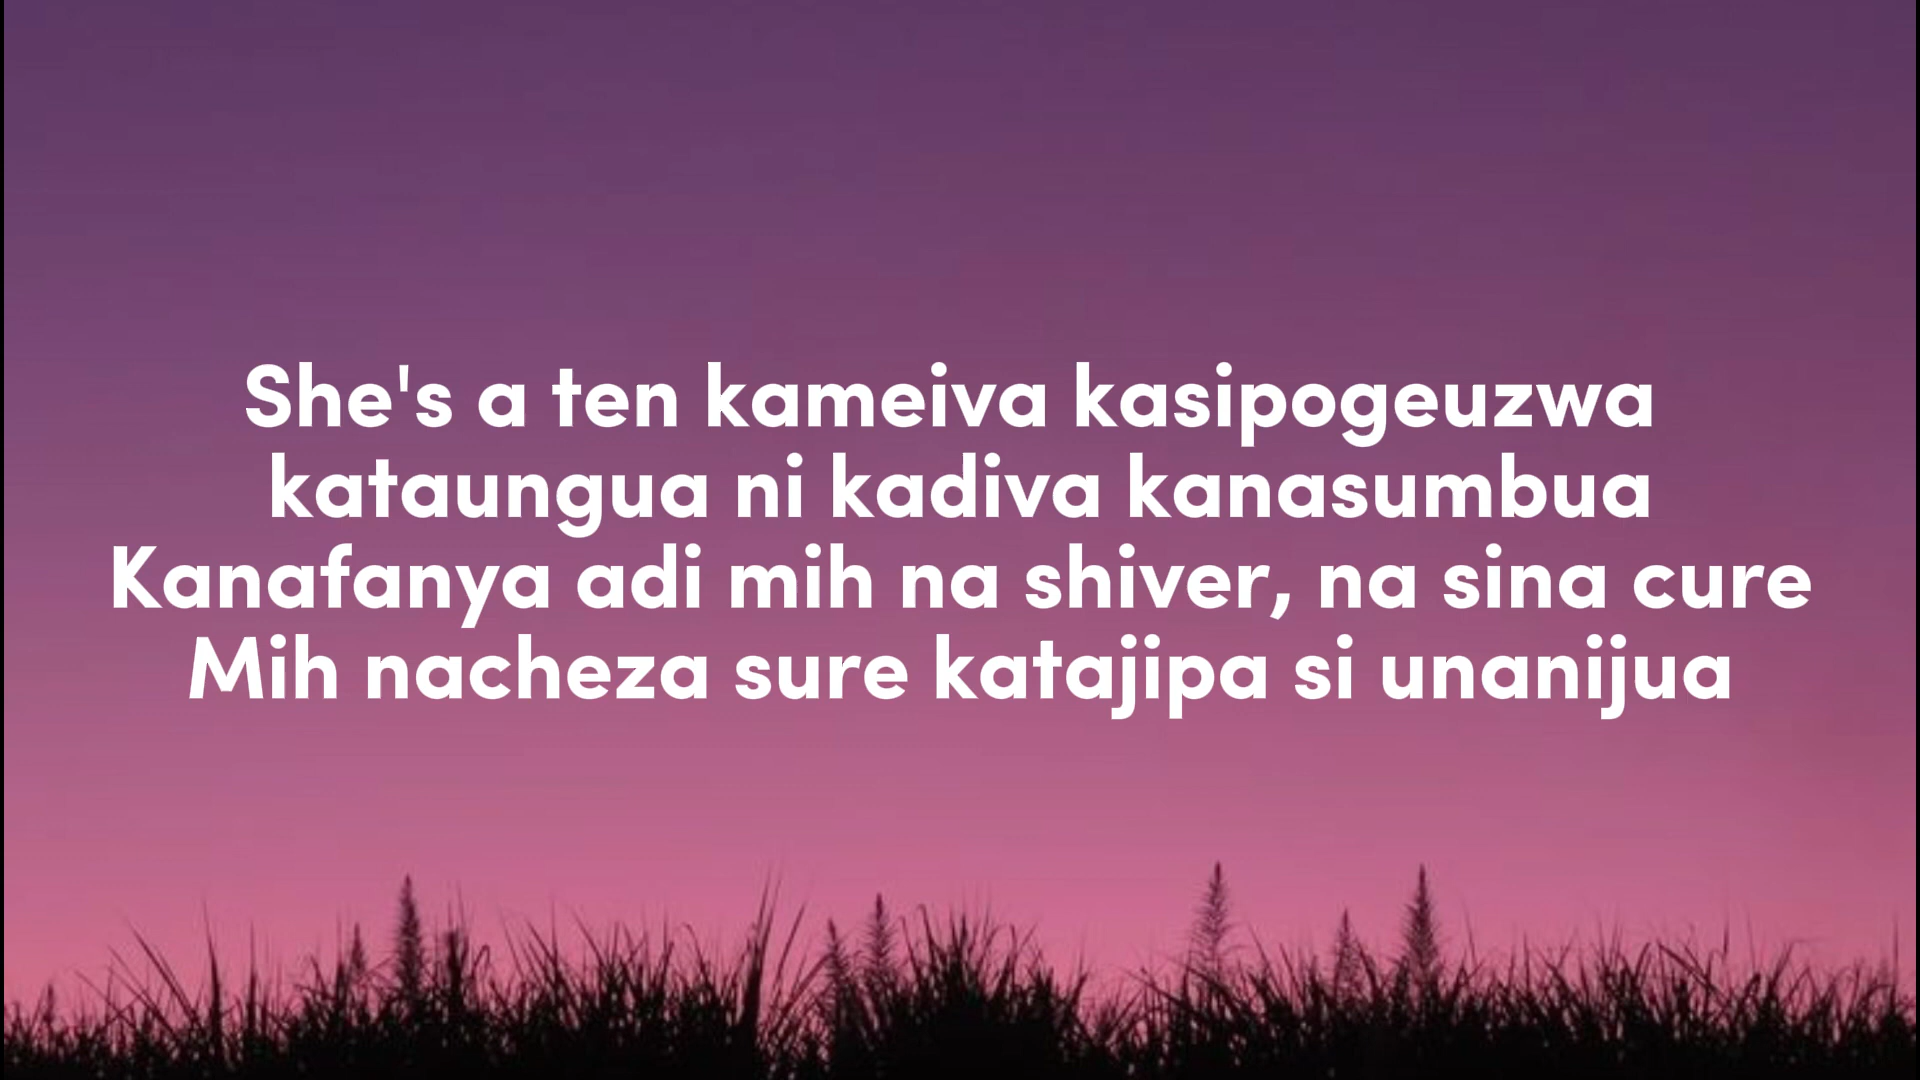 She's a ten kameiva kasipogeuzwa
kataungua ni kadiva kanasumbua
Kanafanya adi mih na shiver, na sina cure
Mih nacheza sure katajipa si unanijua